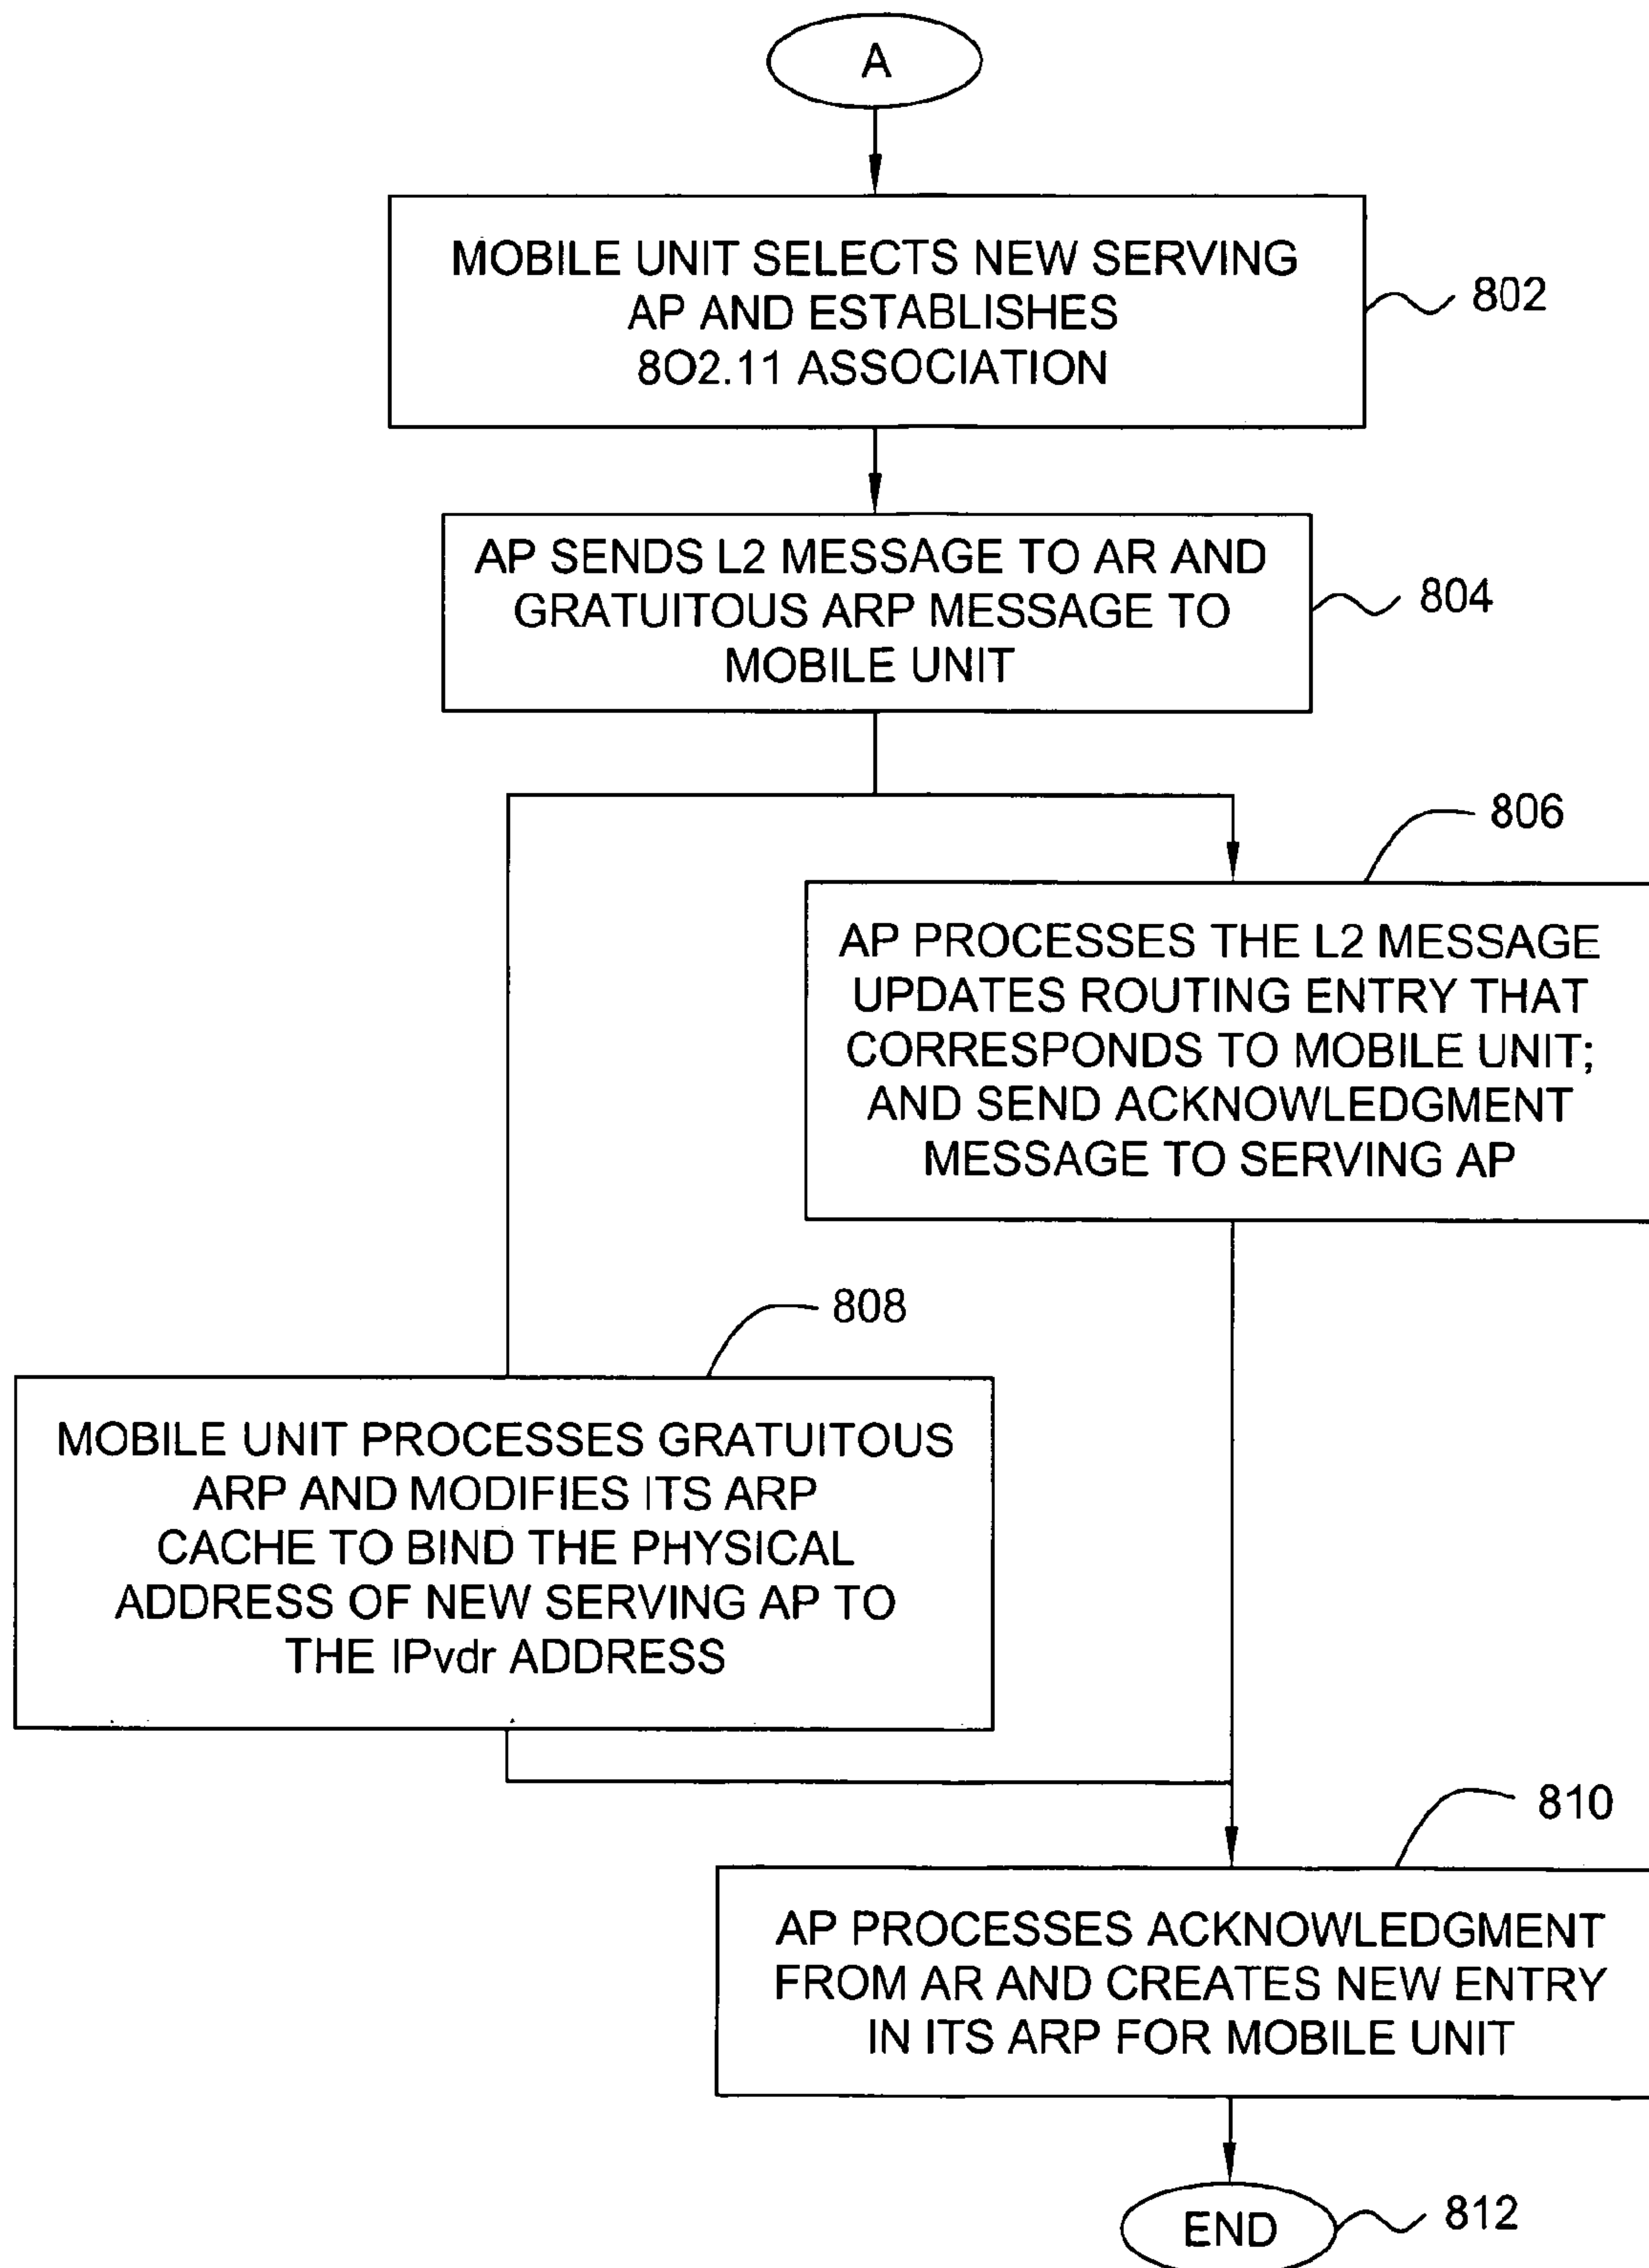 A
MOBILE UNIT SELECTS NEW SERVING
AP AND ESTABLISHES
802.11 ASSOCIATION
802
AP SENDS L2 MESSAGE TO AR AND
GRATUITOUS ARP MESSAGE TO
MOBILE UNIT
804
806
AP PROCESSES THE L2 MESSAGE
UPDATES ROUTING ENTRY THAT
CORRESPONDS TO MOBILE UNIT;
AND SEND ACKNOWLEDGMENT
MESSAGE TO SERVING AP
808
MOBILE UNIT PROCESSES GRATUITOUS
ARP AND MODIFIES ITS ARP
CACHE TO BIND THE PHYSICAL
ADDRESS OF NEW SERVING AP TO
THE IPvdr ADDRESS
810
AP PROCESSES ACKNOWLEDGMENT
FROM AR AND CREATES NEW ENTRY
IN ITS ARP FOR MOBILE UNIT
END
812